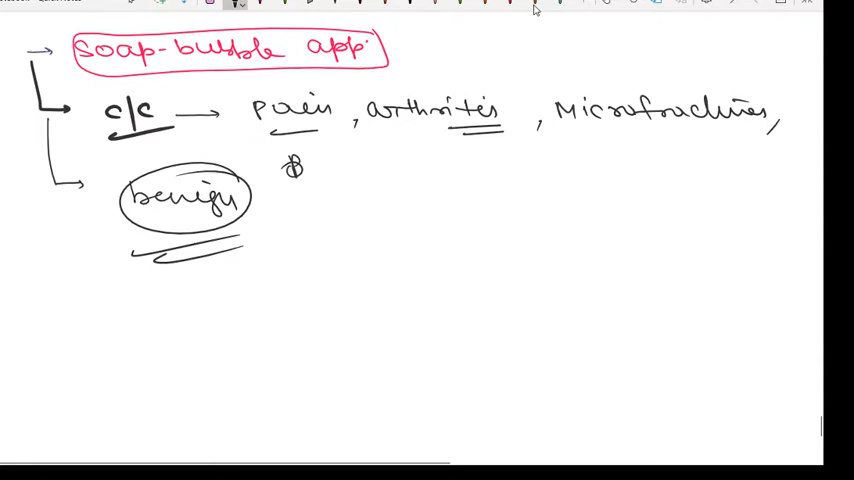 → soap-bubble app.
c/c → Pain, arthritis, Microfractures,
benign